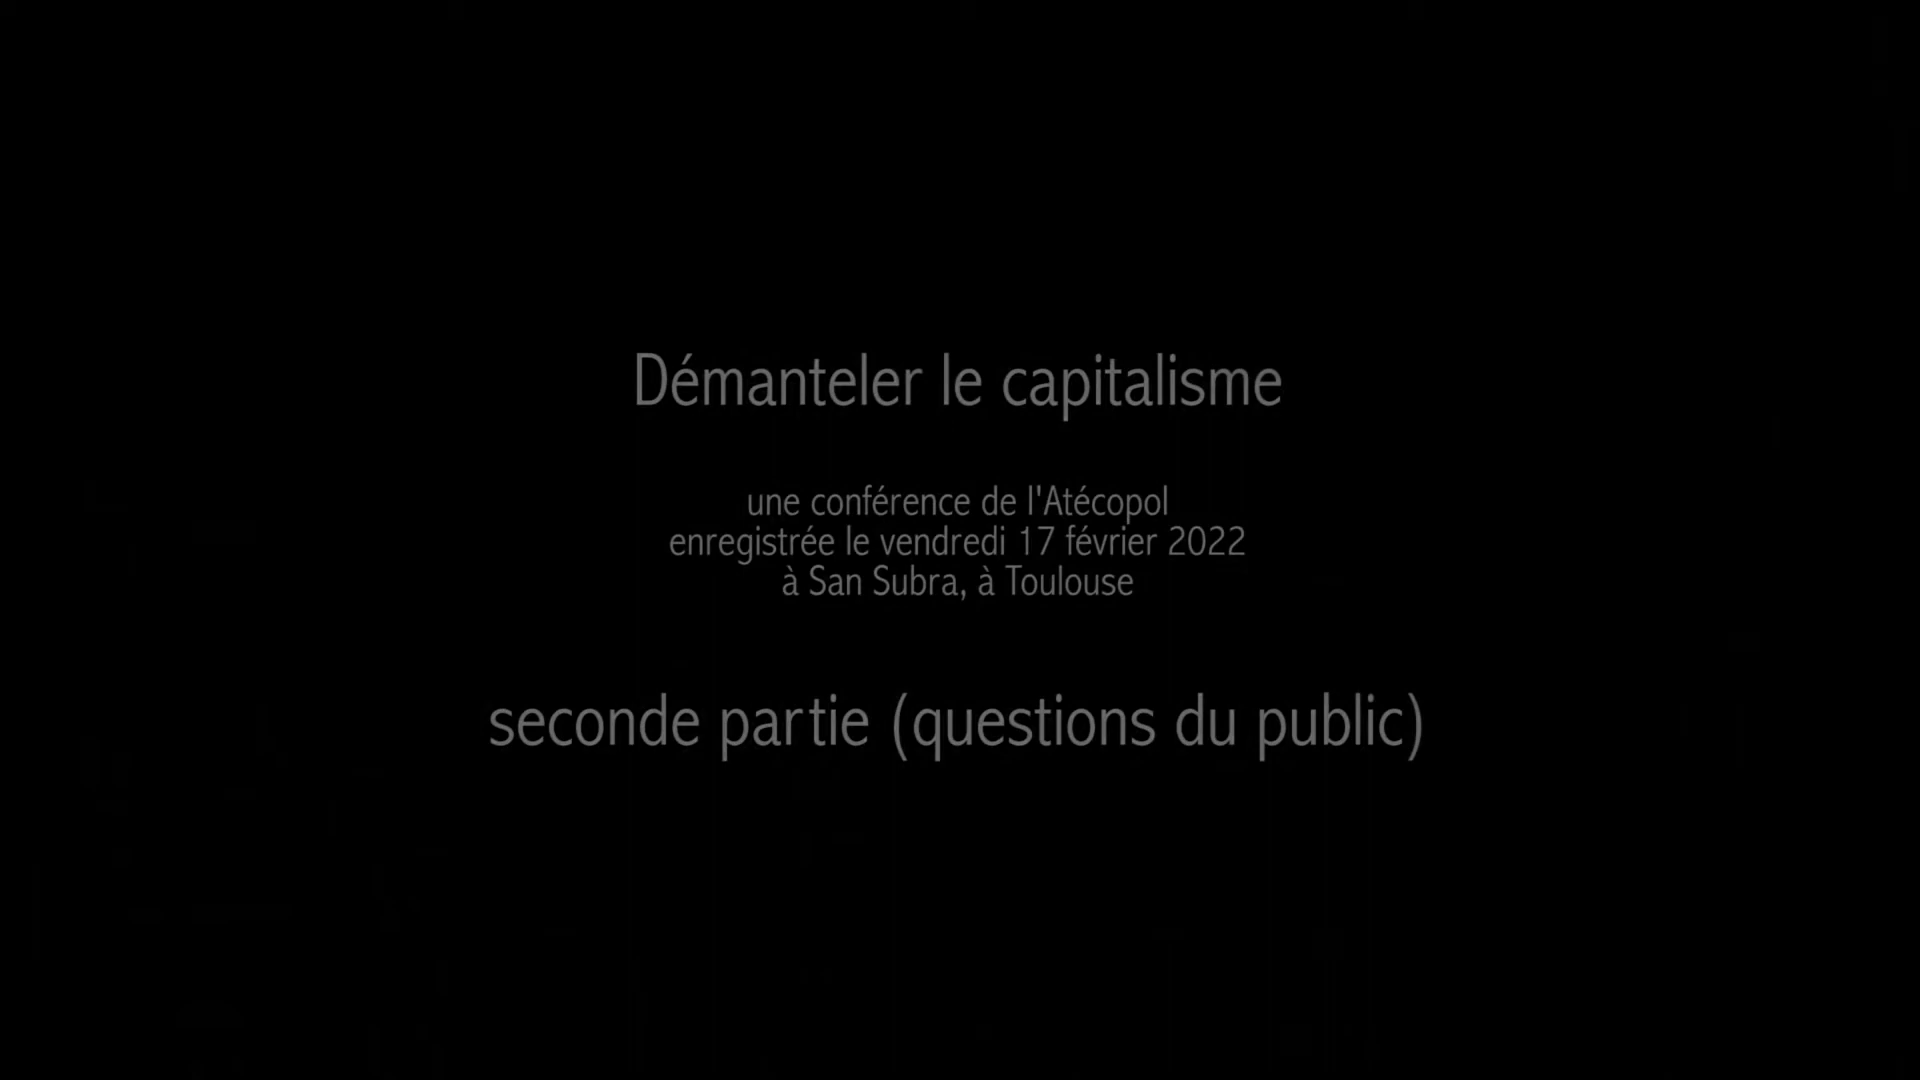 Démanteler le capitalisme
une conférence de l'Atécopol
enregistrée le vendredi 17 février 2022
à San Subra, à Toulouse
seconde partie (questions du public)